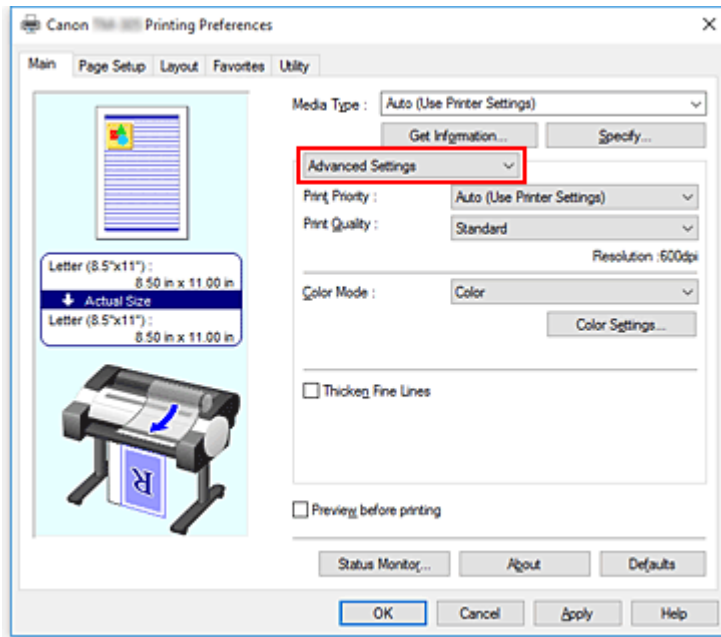 Canon Printing Preferences
Main Page Setup Layout Favorites Utility
Media Type : Auto (Use Printer Settings)
Get Information... Specify...
Advanced Settings
Print Priority : Auto (Use Printer Settings)
Print Quality : Standard
Resolution :600dpi
Letter (8.5"x11") :
8.50 in x 11.00 in
Actual Size
Letter (8.5"x11") :
8.50 in x 11.00 in
Color Mode : Color
Color Settings...
Thicken Fine Lines
R
Preview before printing
Status Monitor... About Defaults
OK Cancel Apply Help